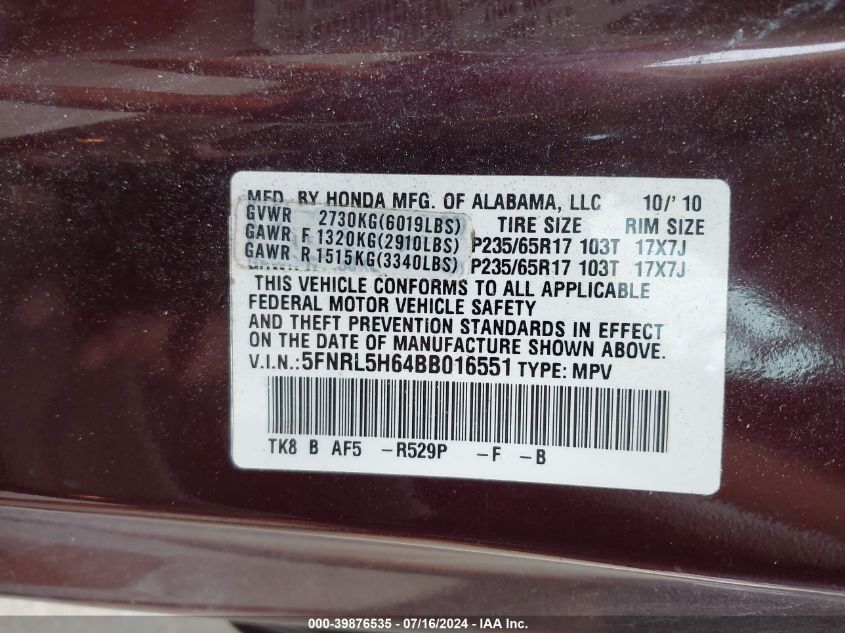 MFD. BY HONDA MFG. OF ALABAMA, LLC 10/'10
GVWR 2730KG(6019LBS) TIRE SIZE RIM SIZE
GAWR F 1320KG(2910LBS) P235/65R17 103T 17X7J
GAWR R 1515KG(3340LBS) P235/65R17 103T 17X7J
THIS VEHICLE CONFORMS TO ALL APPLICABLE
FEDERAL MOTOR VEHICLE SAFETY
AND THEFT PREVENTION STANDARDS IN EFFECT
ON THE DATE OF MANUFACTURE SHOWN ABOVE.
V.I.N.:5FNRL5H64BB016551 TYPE: MPV
TK8 B AF5 -R529P -F -B
000-39876535 - 07/16/2024 - IAA Inc.